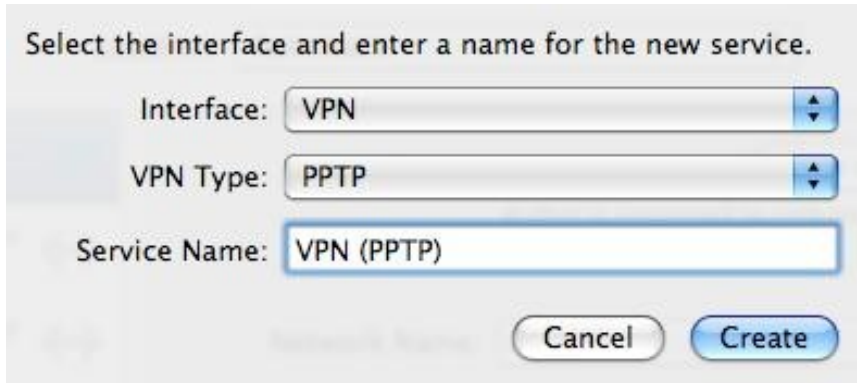 Select the interface and enter a name for the new service.
Interface: VPN
VPN Type: PPTP
Service Name: VPN (PPTP)
Cancel Create